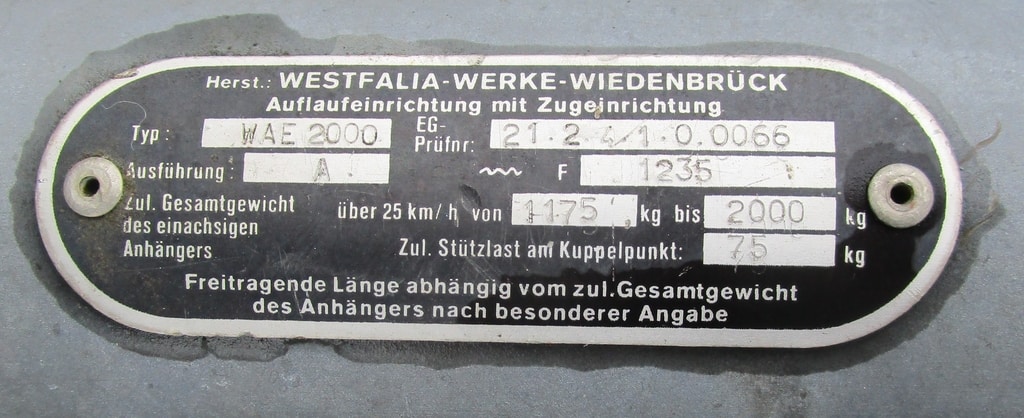 Herst.: WESTFALIA-WERKE-WIEDENBRÜCK
Auflaufeinrichtung mit Zugeinrichtung
Typ: WAE 2000 EG-Prüfnr: 21·2 4/1·0.0066
Ausführung: A ~~ F 1235
Zul. Gesamtgewicht des einachsigen Anhängers über 25 km/h von 1175 kg bis 2000 kg
Zul. Stützlast am Kuppelpunkt: 75 kg
Freitragende Länge abhängig vom zul.Gesamtgewicht
des Anhängers nach besonderer Angabe